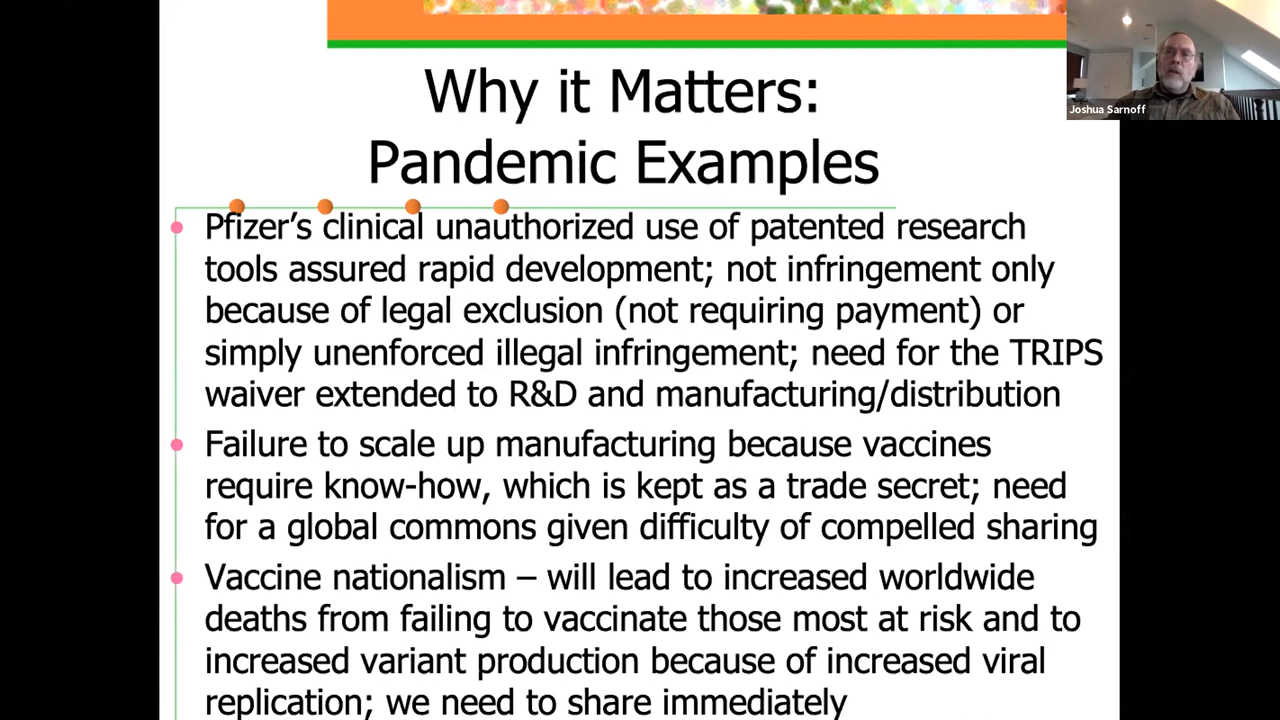 Joshua Sarnoff
Why it Matters:
Pandemic Examples
Pfizer’s clinical unauthorized use of patented research
tools assured rapid development; not infringement only
because of legal exclusion (not requiring payment) or
simply unenforced illegal infringement; need for the TRIPS
waiver extended to R&D and manufacturing/distribution
Failure to scale up manufacturing because vaccines
require know-how, which is kept as a trade secret; need
for a global commons given difficulty of compelled sharing
Vaccine nationalism – will lead to increased worldwide
deaths from failing to vaccinate those most at risk and to
increased variant production because of increased viral
replication; we need to share immediately